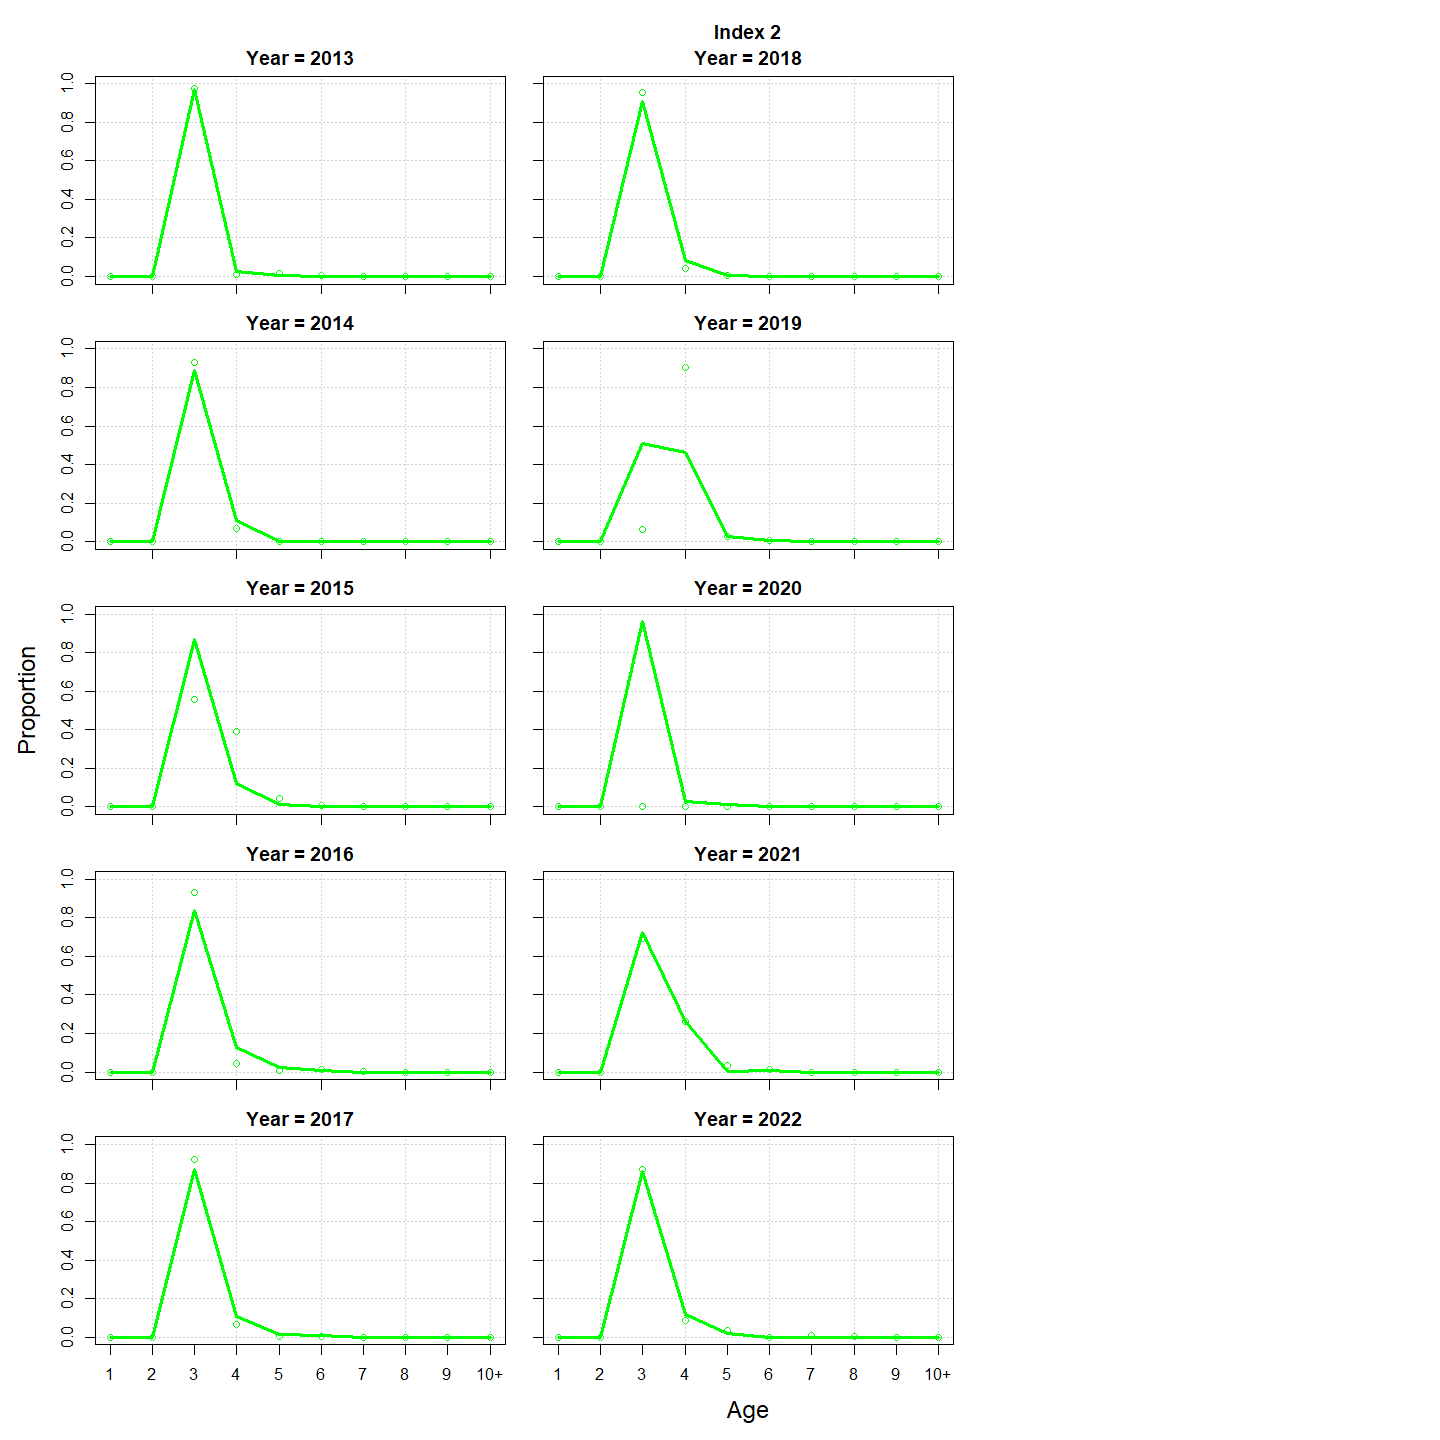 Index 2
Year = 2013
Year = 2018
0.0 0.2 0.4 0.6 0.8 1.0
Year = 2014
Year = 2019
0.0 0.2 0.4 0.6 0.8 1.0
Year = 2015
Year = 2020
0.0 0.2 0.4 0.6 0.8 1.0
Proportion
Year = 2016
Year = 2021
0.0 0.2 0.4 0.6 0.8 1.0
Year = 2017
Year = 2022
0.0 0.2 0.4 0.6 0.8 1.0
1 2 3 4 5 6 7 8 9 10+
1 2 3 4 5 6 7 8 9 10+
Age